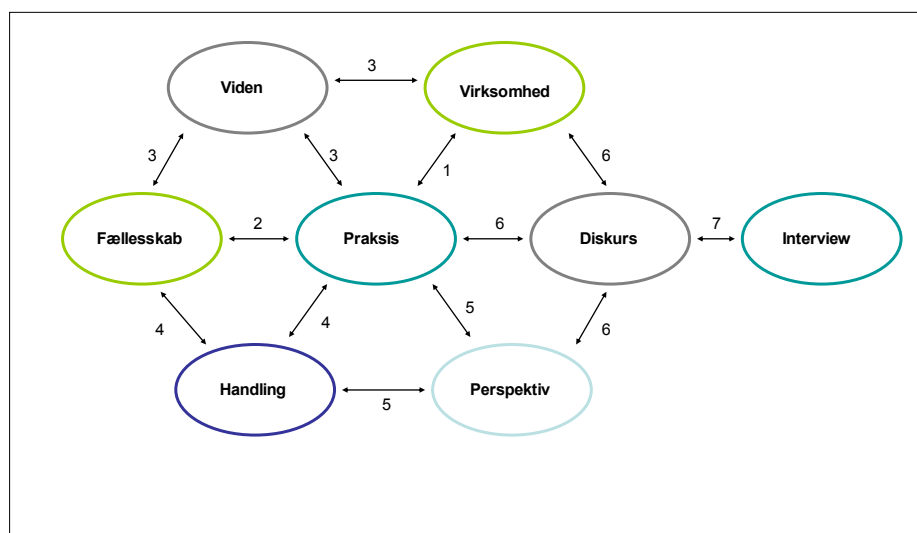 3
Viden
Virksomhed
3
3
1
6
Fællesskab
2
Praksis
6
Diskurs
7
Interview
4
4
5
6
Handling
5
Perspektiv